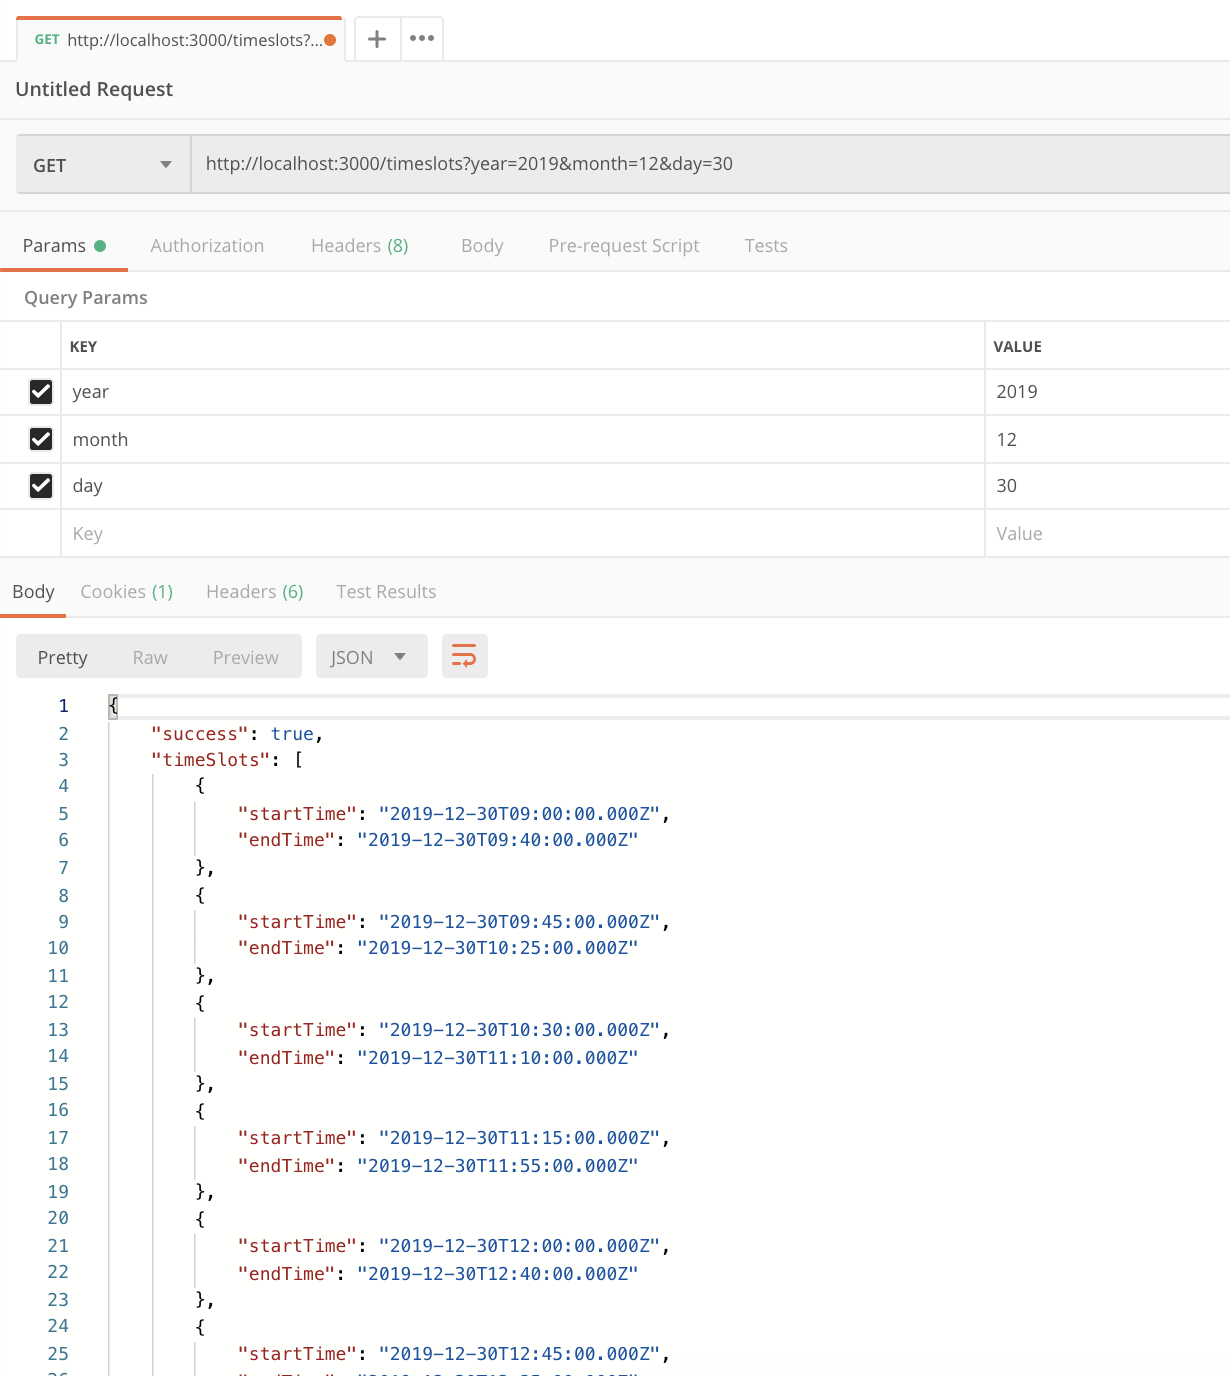 GET http://localhost:3000/timeslots?...
Untitled Request
GET http://localhost:3000/timeslots?year=2019&month=12&day=30
Params Authorization Headers (8) Body Pre-request Script Tests
Query Params
KEY VALUE
year 2019
month 12
day 30
Key Value
Body Cookies (1) Headers (6) Test Results
Pretty Raw Preview JSON
1 {
2 "success": true,
3 "timeSlots": [
4 {
5 "startTime": "2019-12-30T09:00:00.000Z",
6 "endTime": "2019-12-30T09:40:00.000Z"
7 },
8 {
9 "startTime": "2019-12-30T09:45:00.000Z",
10 "endTime": "2019-12-30T10:25:00.000Z"
11 },
12 {
13 "startTime": "2019-12-30T10:30:00.000Z",
14 "endTime": "2019-12-30T11:10:00.000Z"
15 },
16 {
17 "startTime": "2019-12-30T11:15:00.000Z",
18 "endTime": "2019-12-30T11:55:00.000Z"
19 },
20 {
21 "startTime": "2019-12-30T12:00:00.000Z",
22 "endTime": "2019-12-30T12:40:00.000Z"
23 },
24 {
25 "startTime": "2019-12-30T12:45:00.000Z",